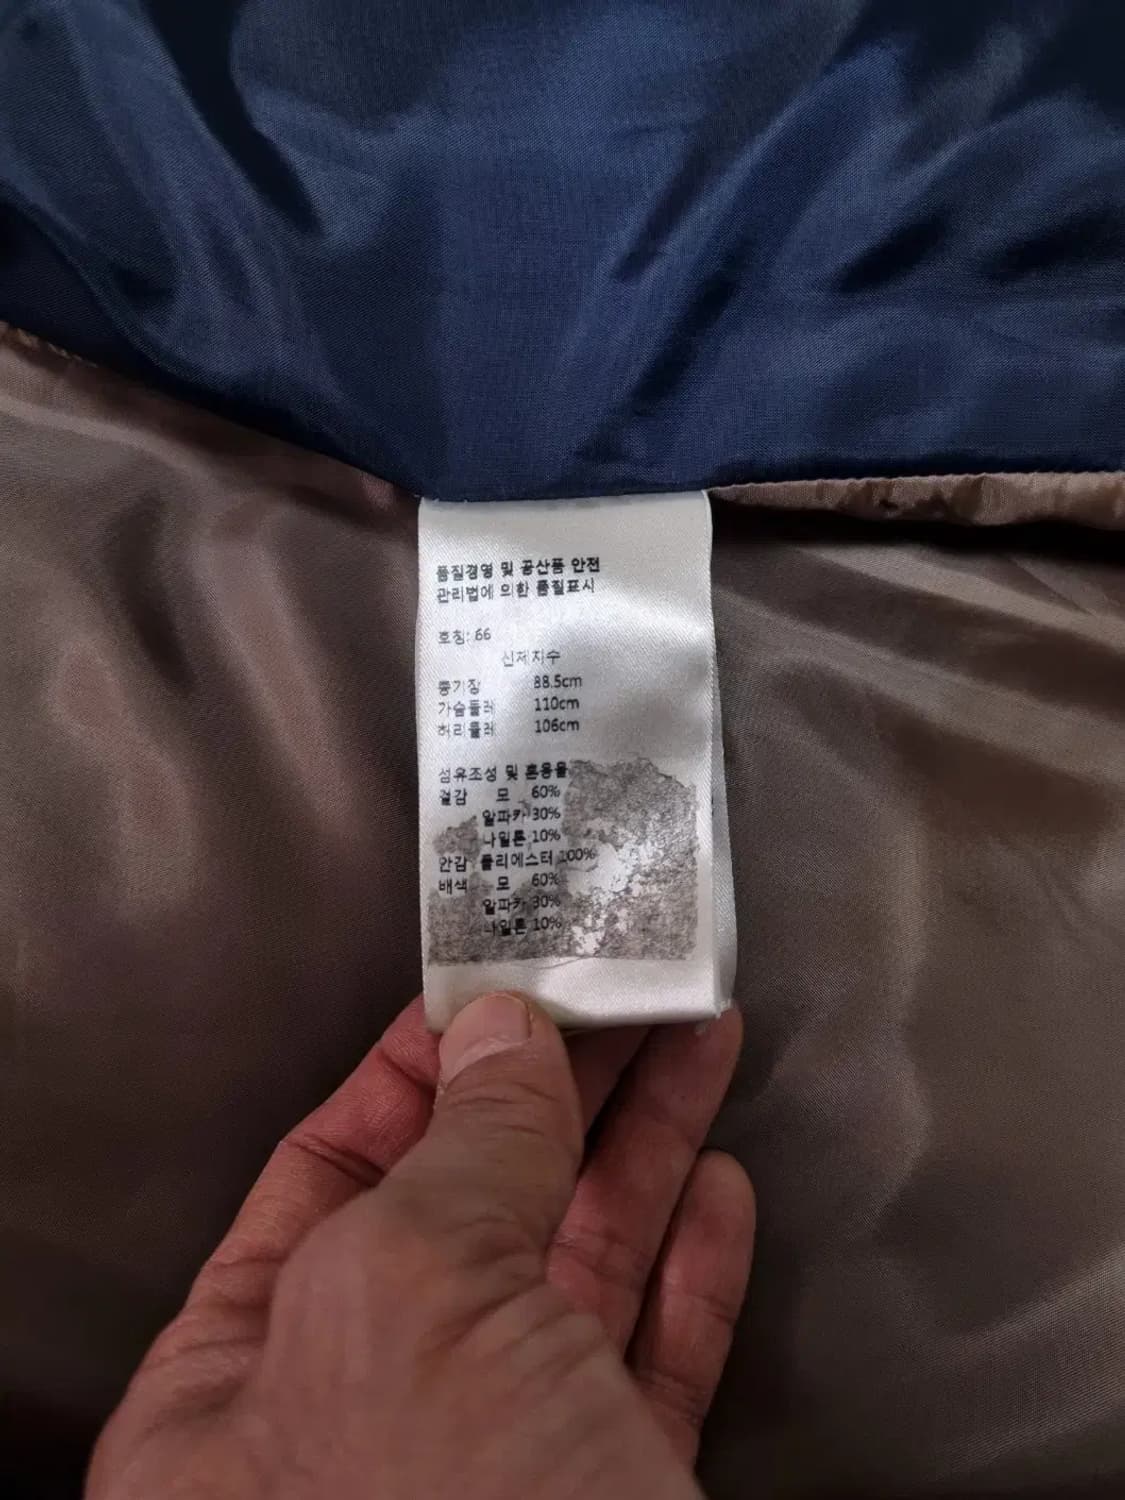 품질경영 및 공산품 안전
관리법에 의한 품질표시
호칭: 66
신체치수
등기장 88.5cm
가슴둘레 110cm
허리둘레 106cm
섬유조성 및 혼용율
겉감 모 60%
알파카 30%
나일론 10%
안감 폴리에스터 100%
배색 모 60%
알파카 30%
나일론 10%